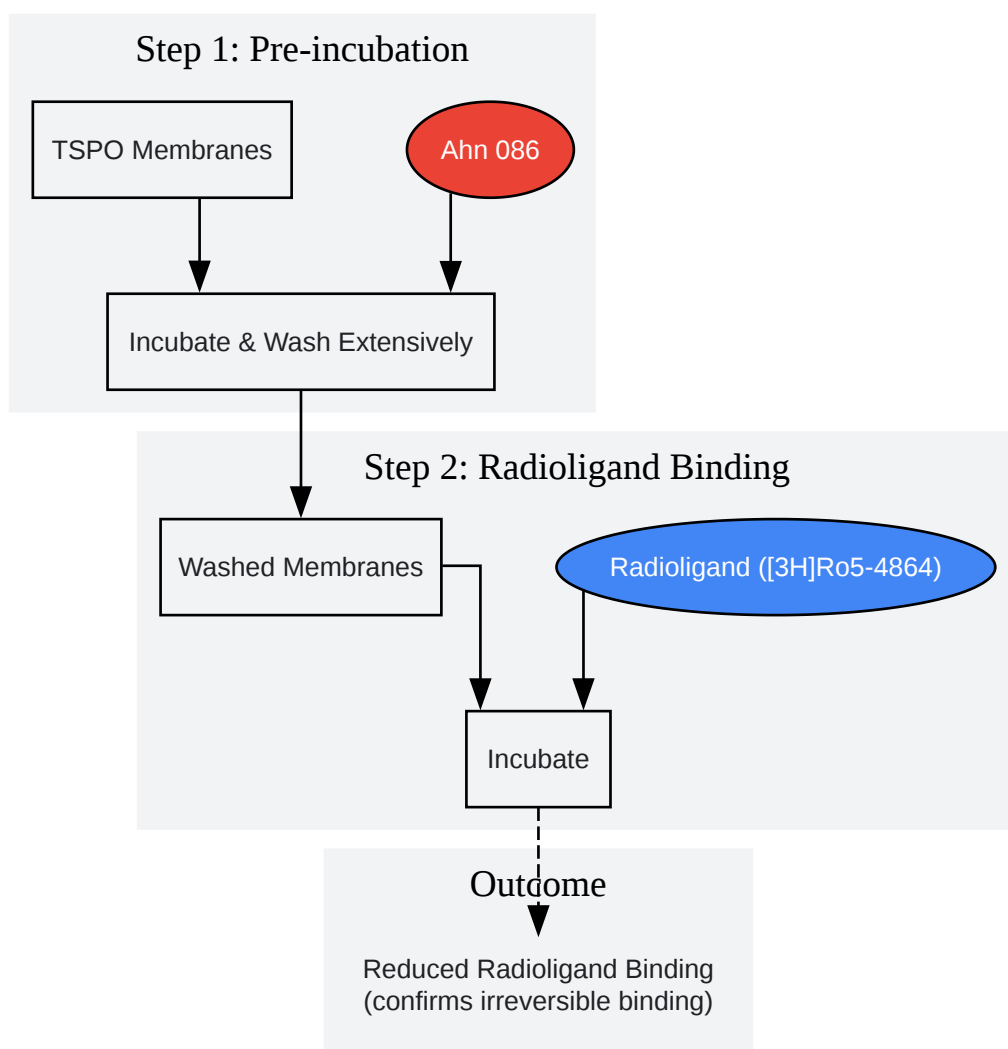 Step 1: Pre-incubation
TSPO Membranes
Ahn 086
Incubate & Wash Extensively
Step 2: Radioligand Binding
Washed Membranes
Radioligand ([3H]Ro5-4864)
Incubate
Outcome
Reduced Radioligand Binding
(confirms irreversible binding)